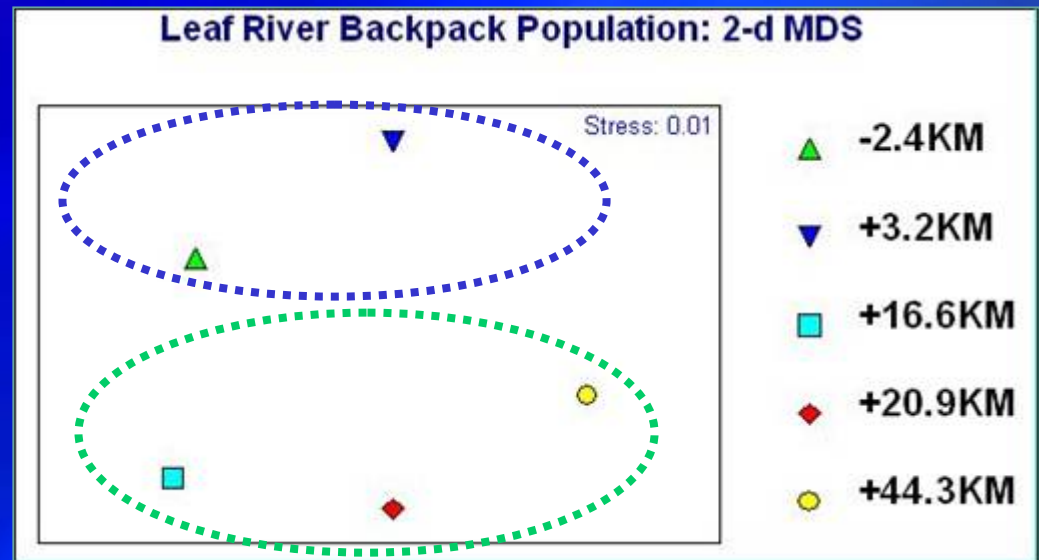 Leaf River Backpack Population: 2-d MDS
Stress: 0.01
-2.4KM
+3.2KM
+16.6KM
+20.9KM
+44.3KM